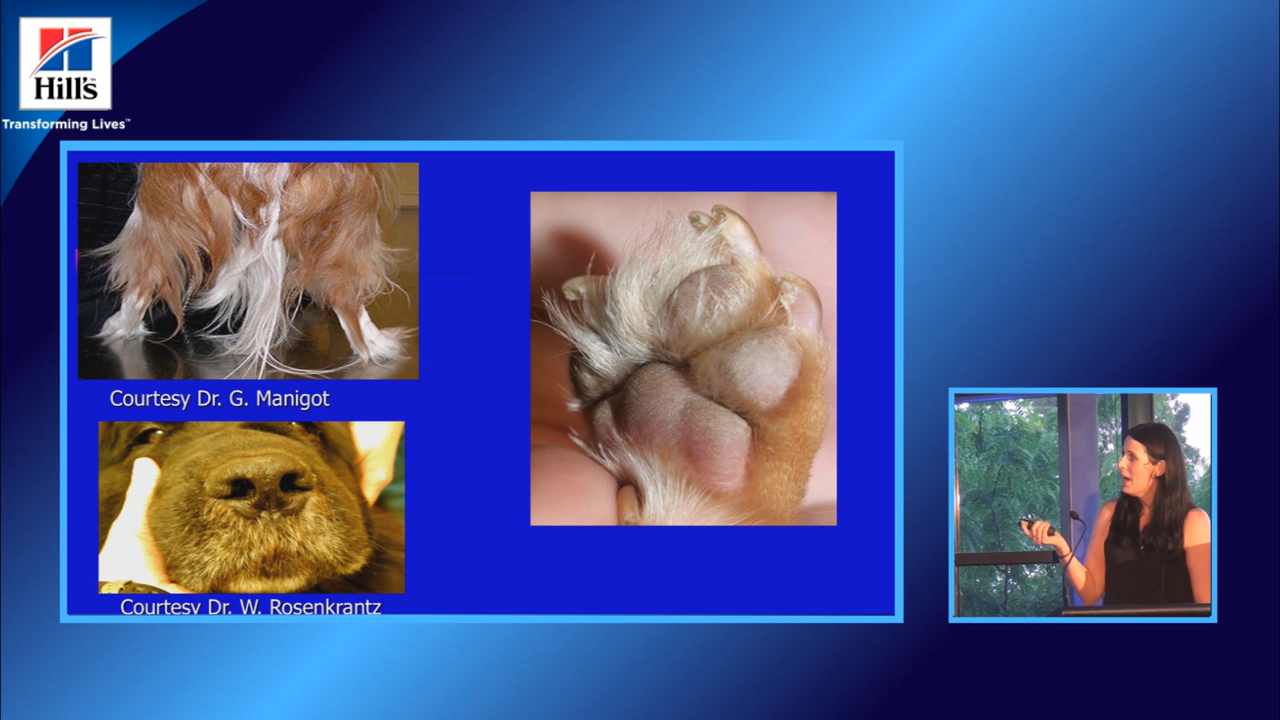 Hill's
Transforming Lives™
Courtesy Dr. G. Manigot
Courtesy Dr. W. Rosenkrantz